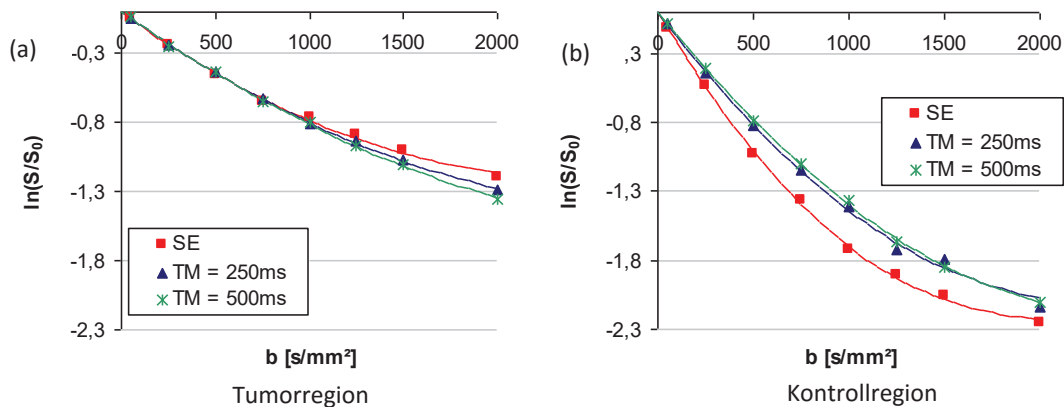 (a)
0 500 1000 1500 2000
-0,3
-0,8
-1,3
-1,8
-2,3
ln(S/S₀)
SE
TM = 250ms
TM = 500ms
b [s/mm²]
Tumorregion
(b)
0 500 1000 1500 2000
,3
-0,8
-1,3
-1,8
-2,3
ln(S/S₀)
SE
TM = 250ms
TM = 500ms
b [s/mm²]
Kontrollregion